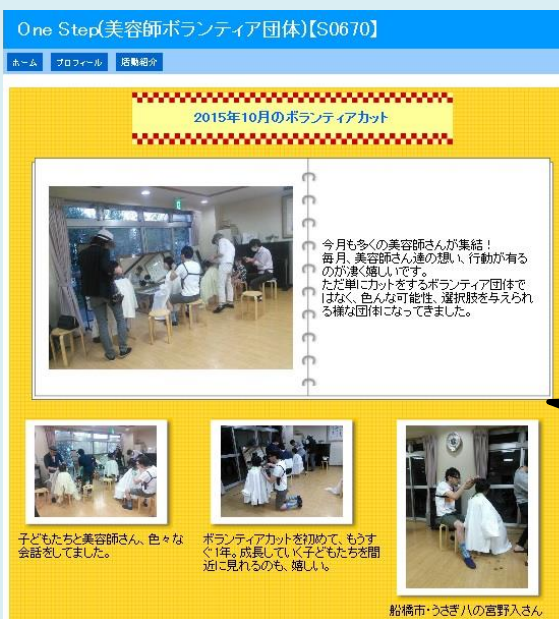 One Step(美容師ボランティア団体)【S0670】
ホーム プロフィール 活動紹介
2015年10月のボランティアカット
今月も多くの美容師さんが集結！
毎月、美容師さん達の想い、行動が有る
のが凄く嬉しいです。
ただ単にカットをするボランティア団体で
はなく、色んな可能性、選択肢を与えられ
る様な団体になってきました。
子どもたちと美容師さん、色々な
会話をしてました。
ボランティアカットを初めて、もうす
ぐ1年。成長していく子どもたちを間
近に見れるのも、嬉しい。
船橋市・うさぎ八の宮野入さん